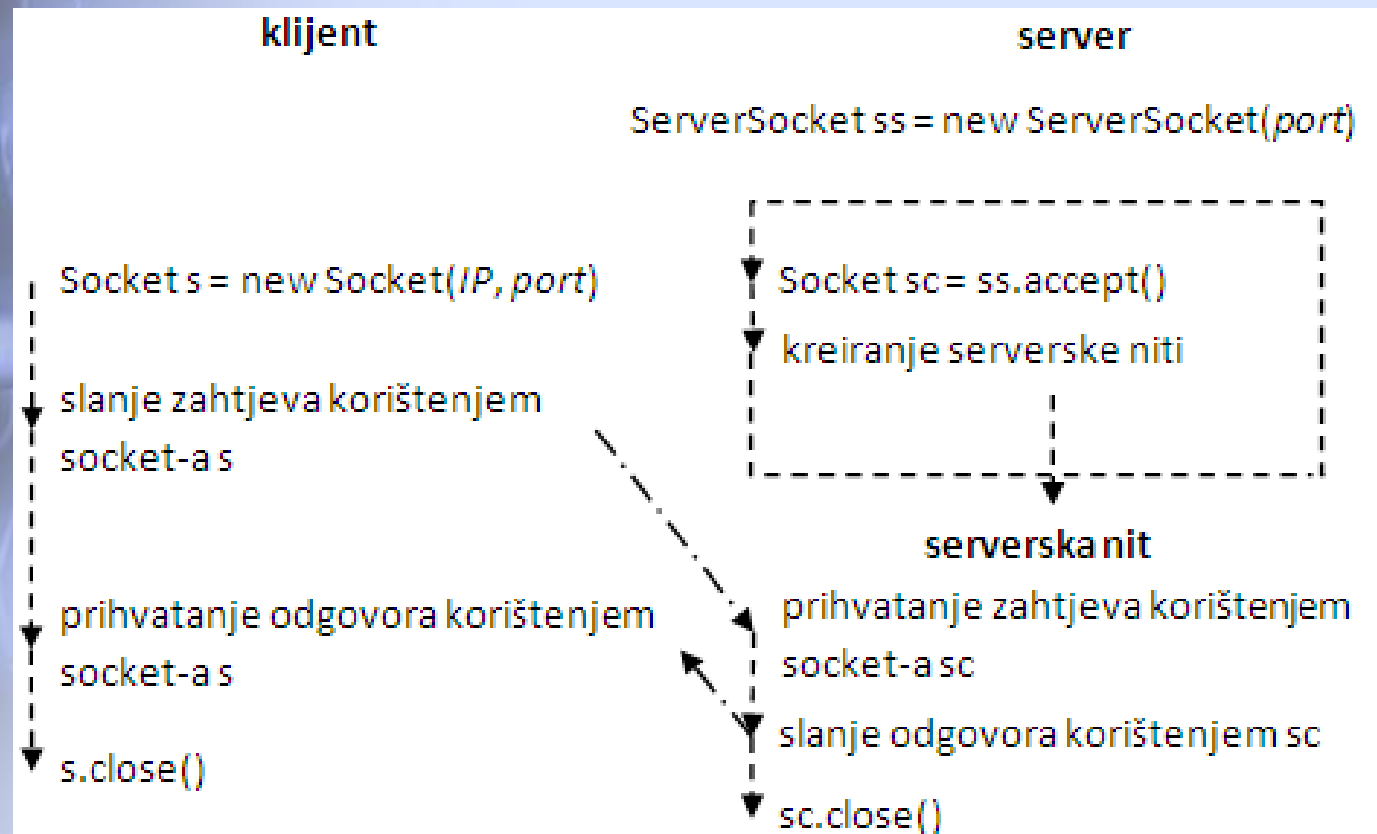 klijent
server
ServerSocket ss = new ServerSocket(port)
Socket s = new Socket(IP, port)
Socket sc = ss.accept()
kreiranje serverske niti
slanje zahtjeva korištenjem
socket-a s
serverska nit
prihvatanje odgovora korištenjem
socket-a s
prihvatanje zahtjeva korištenjem
socket-a sc
slanje odgovora korištenjem sc
s.close()
sc.close()